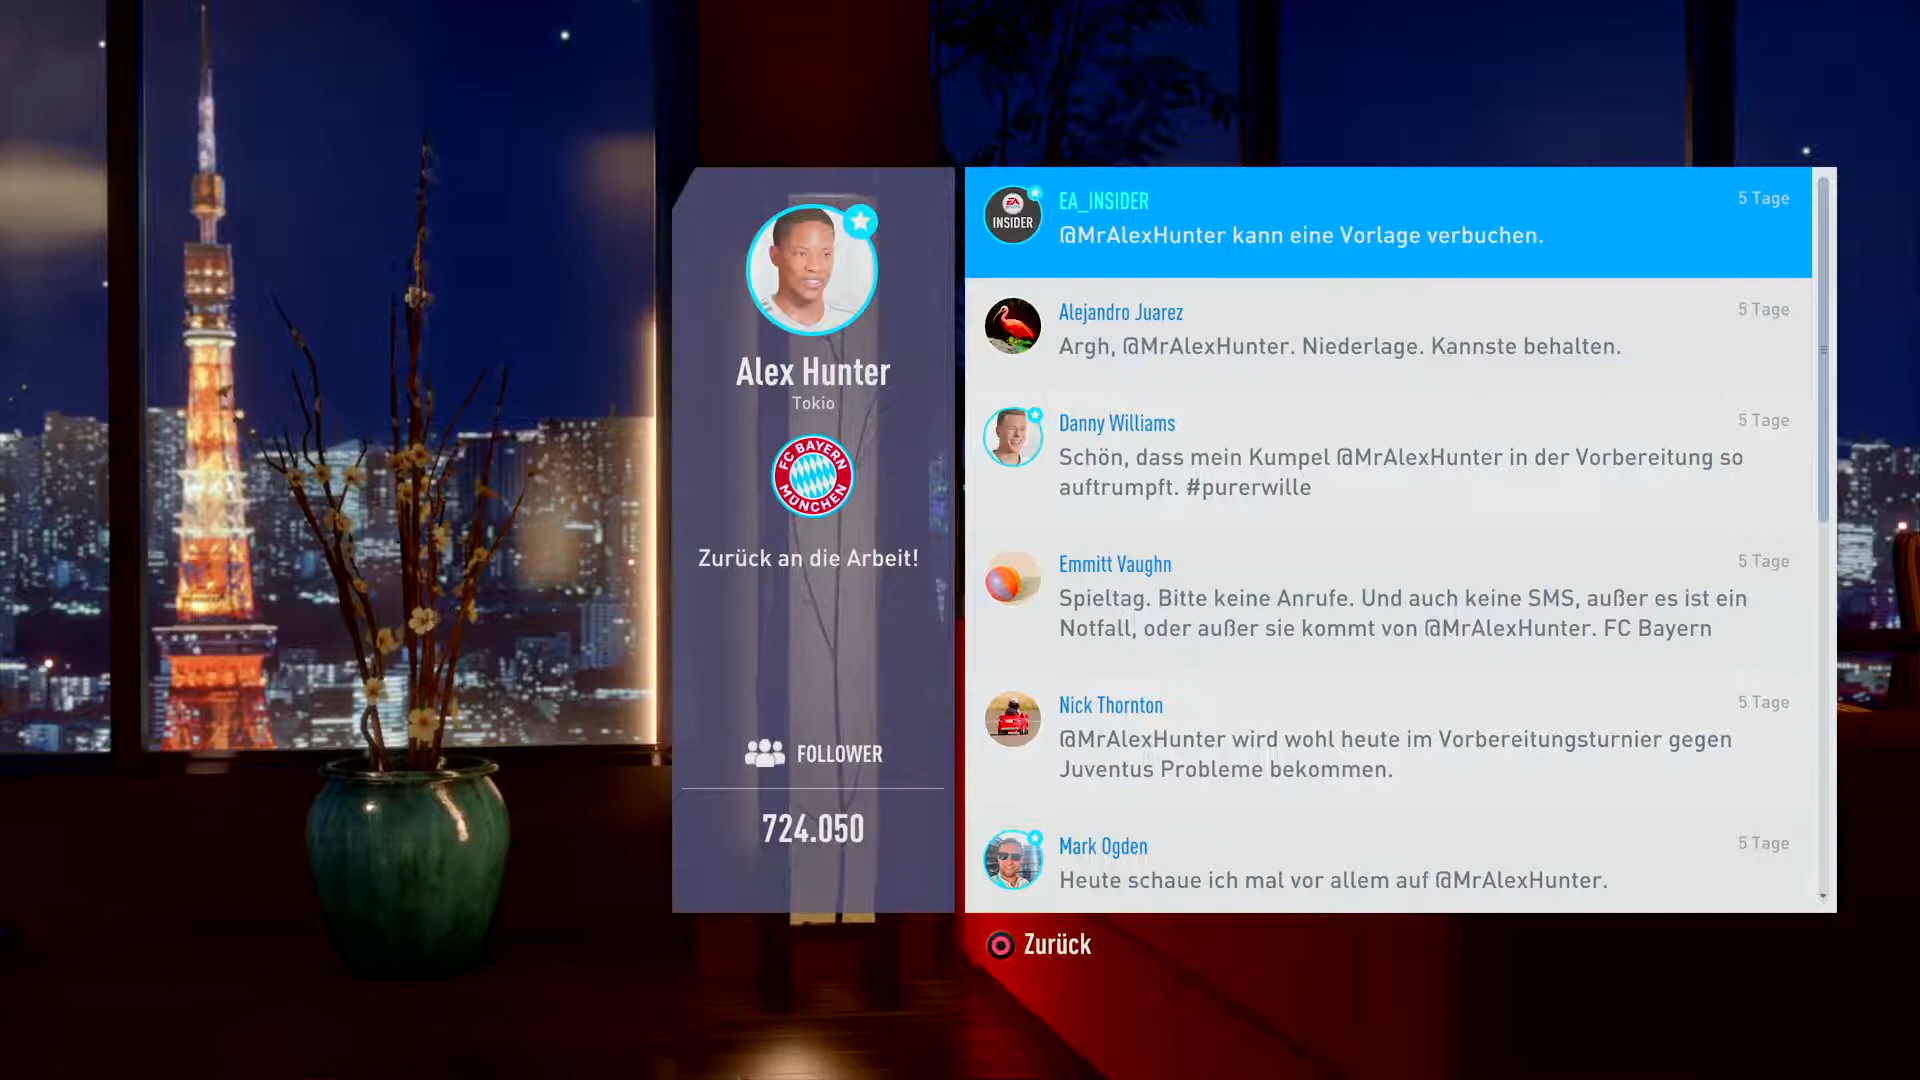 Alex Hunter
Tokio
FC BAYERN
MÜNCHEN
Zurück an die Arbeit!
FOLLOWER
724.050
EA
INSIDER
EA_INSIDER
5 Tage
@MrAlexHunter kann eine Vorlage verbuchen.
Alejandro Juarez
5 Tage
Argh, @MrAlexHunter. Niederlage. Kannste behalten.
Danny Williams
5 Tage
Schön, dass mein Kumpel @MrAlexHunter in der Vorbereitung so
auftrumpft. #purerwille
Emmitt Vaughn
5 Tage
Spieltag. Bitte keine Anrufe. Und auch keine SMS, außer es ist ein
Notfall, oder außer sie kommt von @MrAlexHunter. FC Bayern
Nick Thornton
5 Tage
@MrAlexHunter wird wohl heute im Vorbereitungsturnier gegen
Juventus Probleme bekommen.
Mark Ogden
5 Tage
Heute schaue ich mal vor allem auf @MrAlexHunter.
Zurück